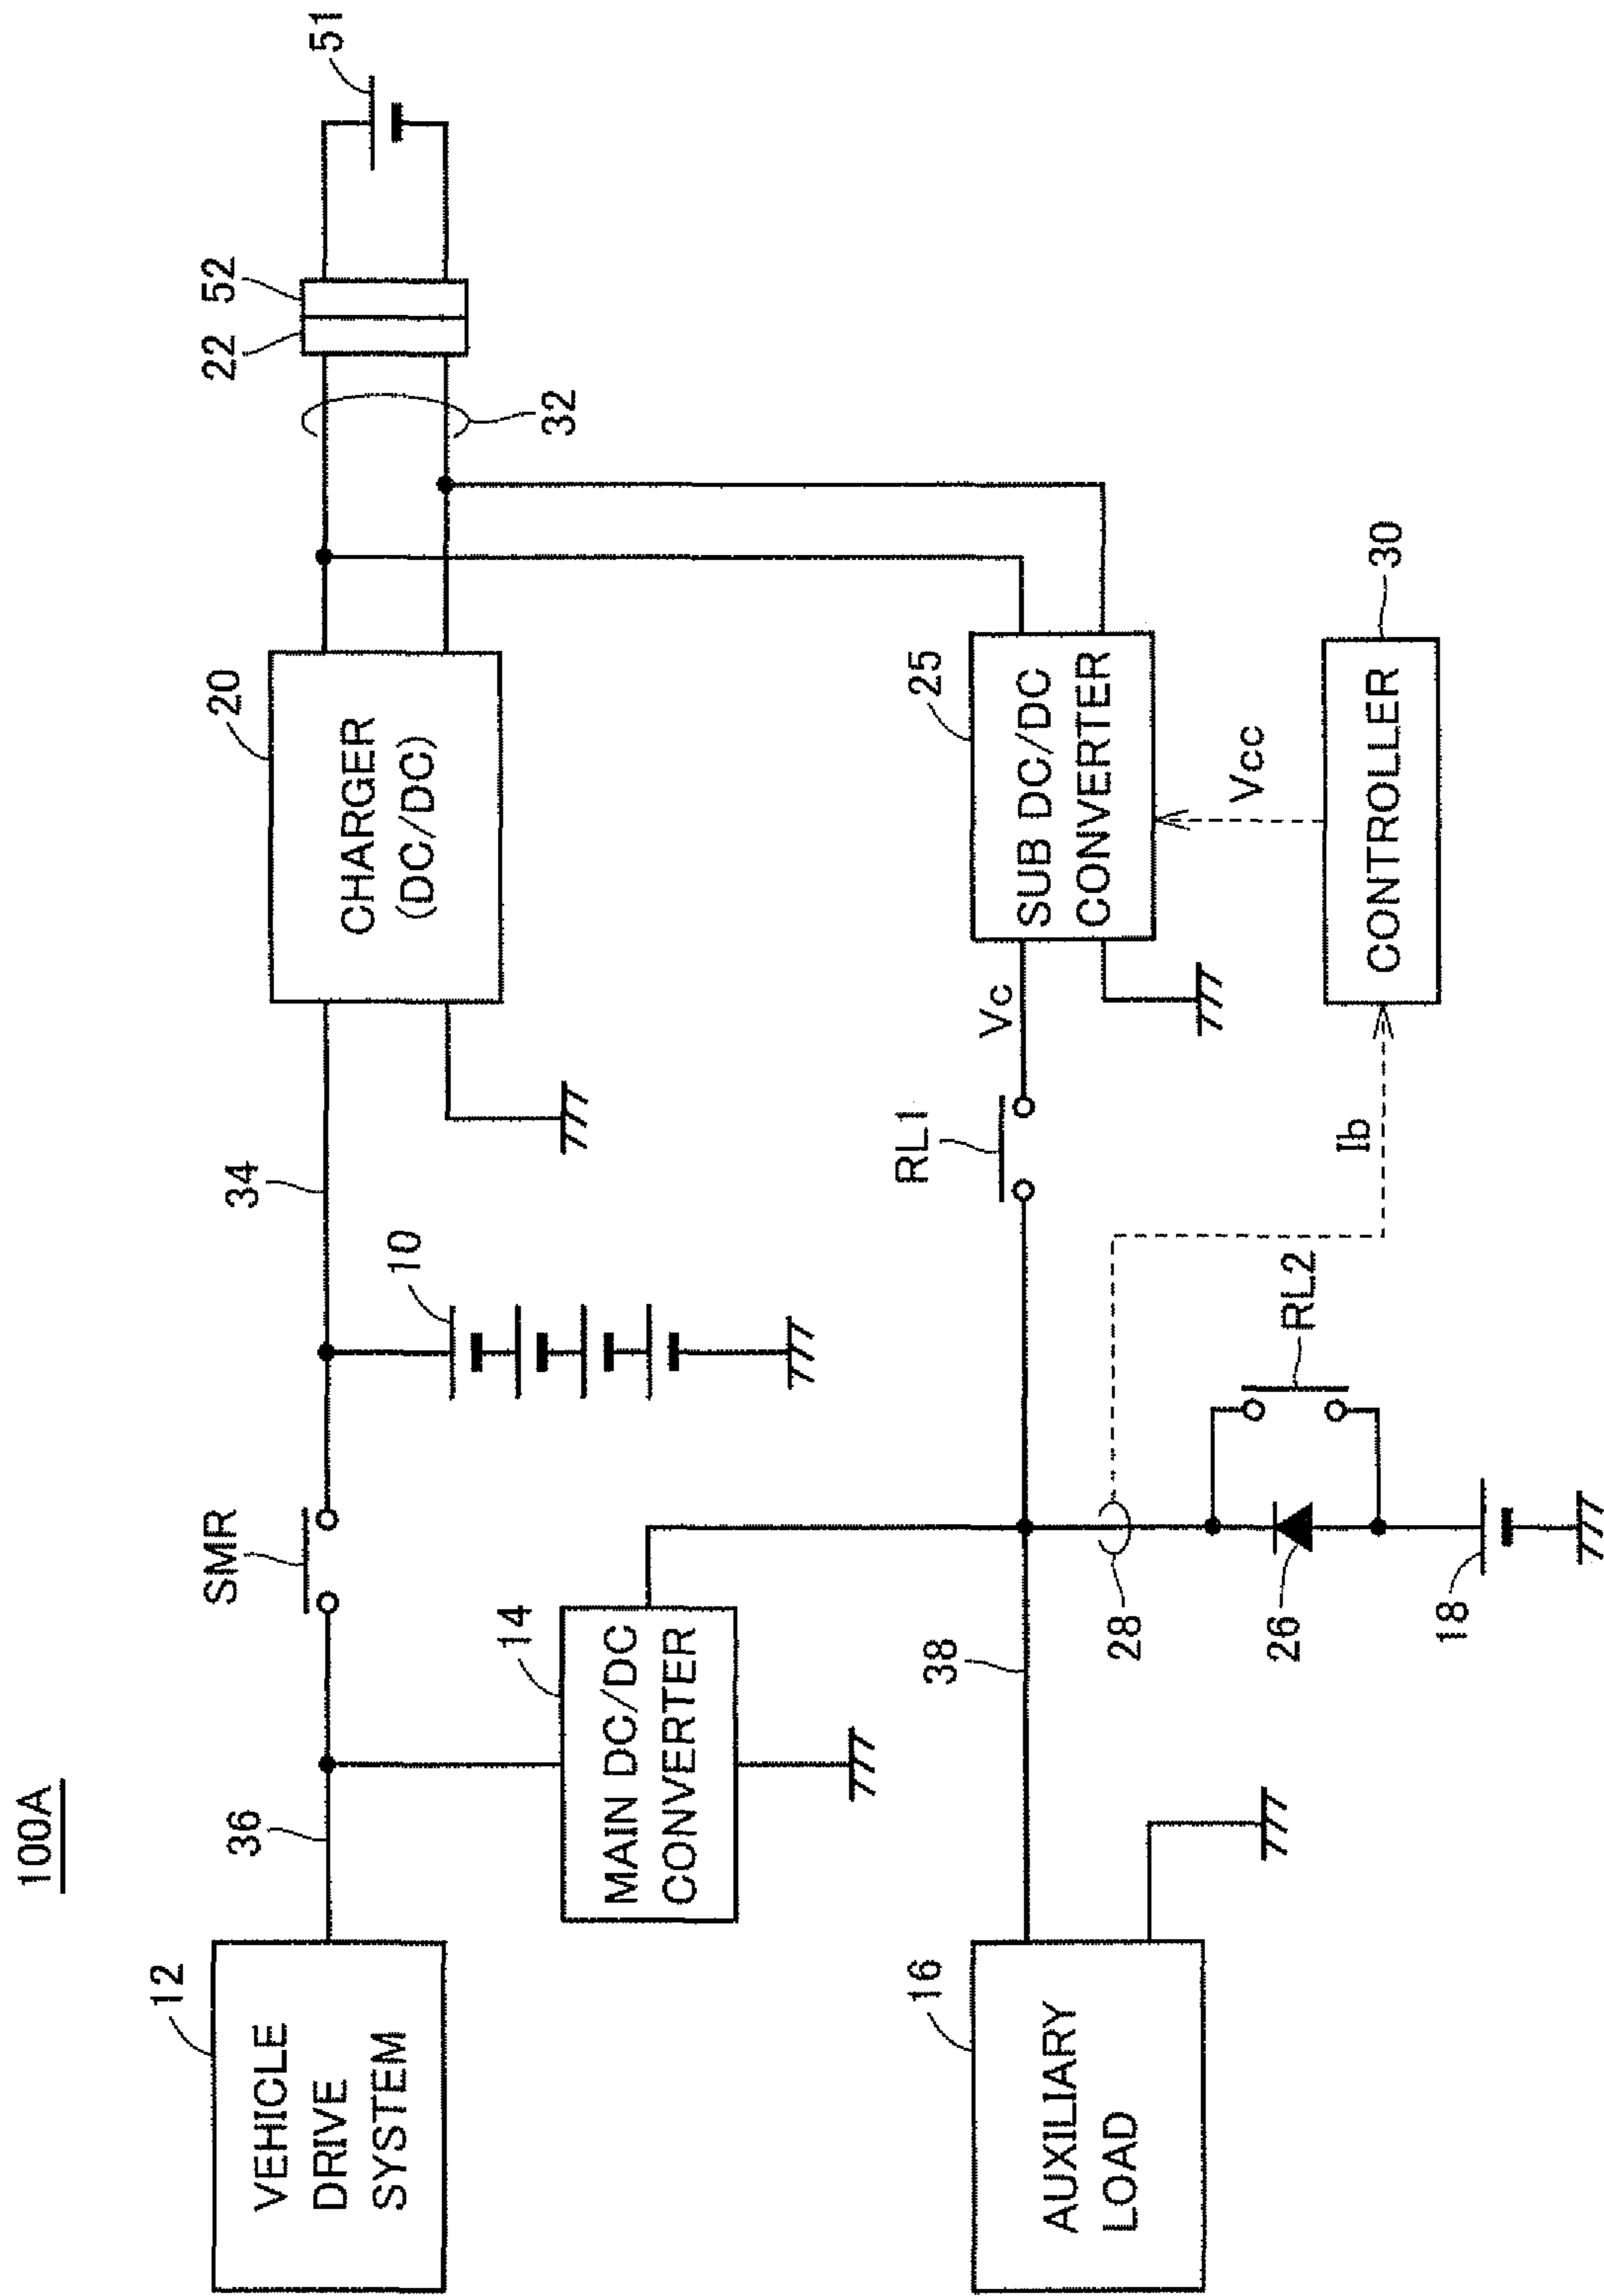 100A
12
VEHICLE
DRIVE
SYSTEM
36
SMR
34
20
CHARGER
(DC/DC)
22
52
51
32
10
14
MAIN DC/DC
CONVERTER
16
AUXILIARY
LOAD
38
RL1
Vc
25
SUB DC/DC
CONVERTER
28
26
18
RL2
Ib
Vcc
30
CONTROLLER